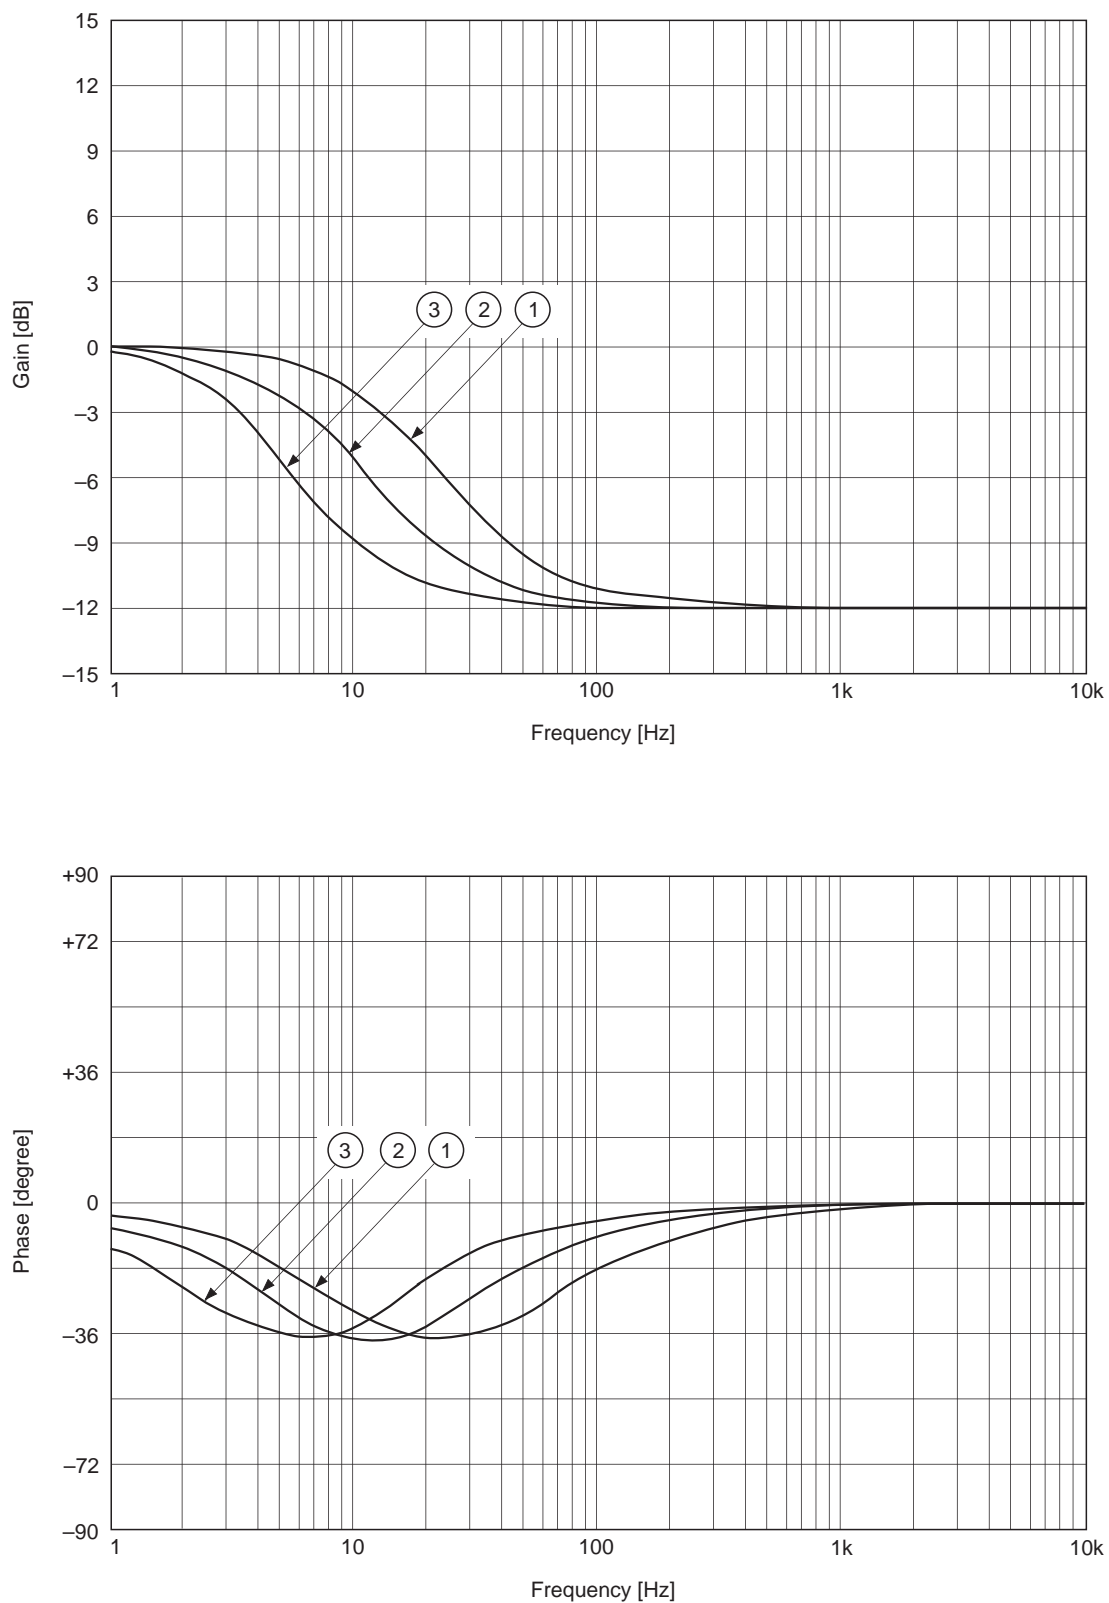 15
12
9
6
3
0
–3
–6
–9
–12
–15
Gain [dB]
3 2 1
1 10 100 1k 10k
Frequency [Hz]
+90
+72
+36
0
–36
–72
–90
Phase [degree]
3 2 1
1 10 100 1k 10k
Frequency [Hz]